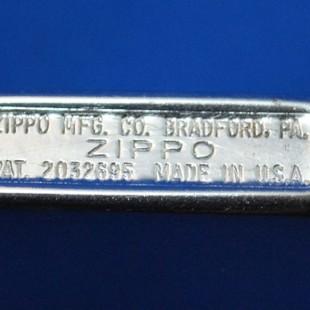 ZIPPO MFG. CO. BRADFORD, PA.
ZIPPO
PAT. 2032695 MADE IN U.S.A.